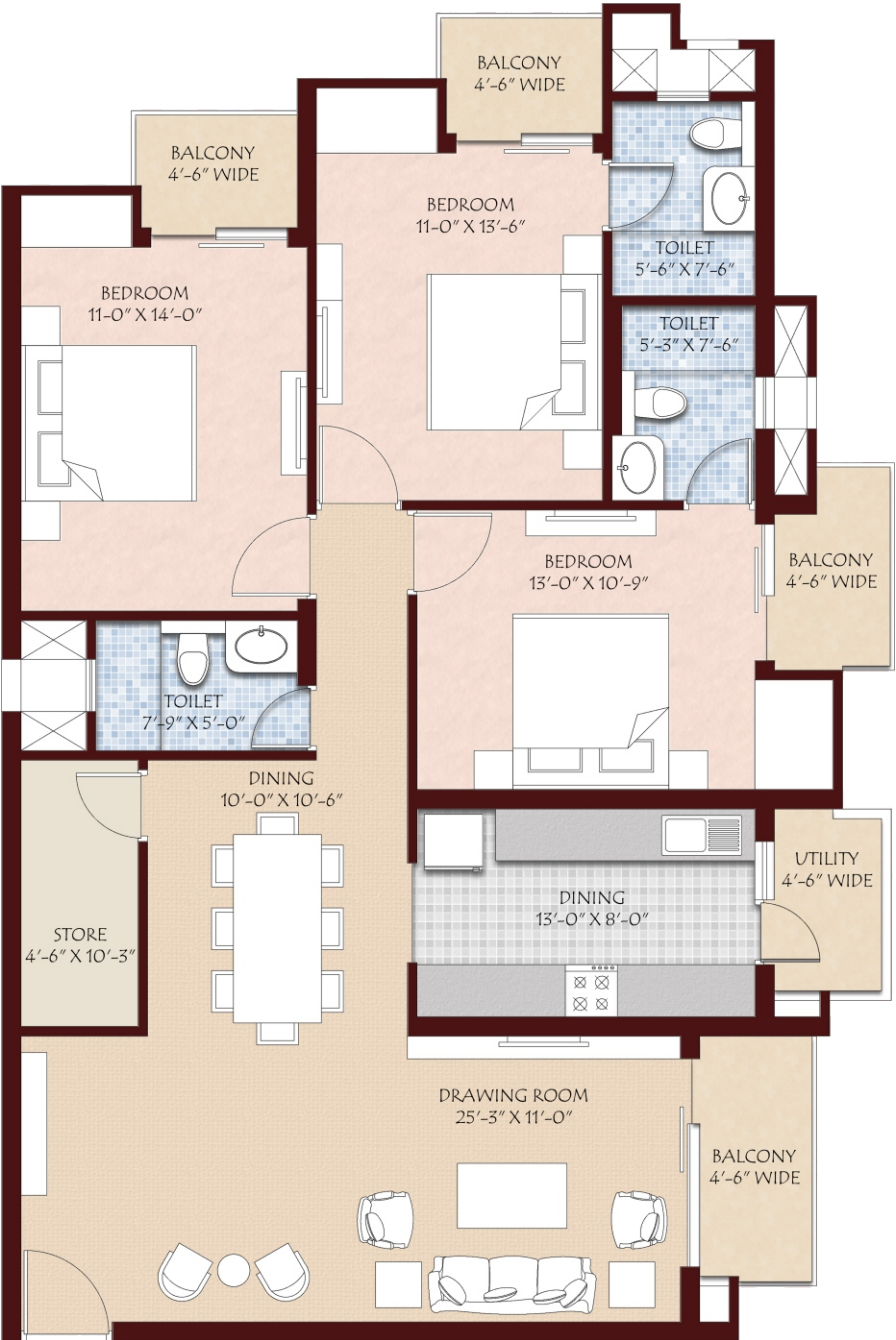 BALCONY
4'-6" WIDE
BALCONY
4'-6" WIDE
BEDROOM
11-0" X 13'-6"
TOILET
5'-6" X 7'-6"
BEDROOM
11-0" X 14'-0"
TOILET
5'-3" X 7'-6"
BEDROOM
13'-0" X 10'-9"
BALCONY
4'-6" WIDE
TOILET
7'-9" X 5'-0"
DINING
10'-0" X 10'-6"
UTILITY
4'-6" WIDE
DINING
13'-0" X 8'-0"
STORE
4'-6" X 10'-3"
DRAWING ROOM
25'-3" X 11'-0"
BALCONY
4'-6" WIDE